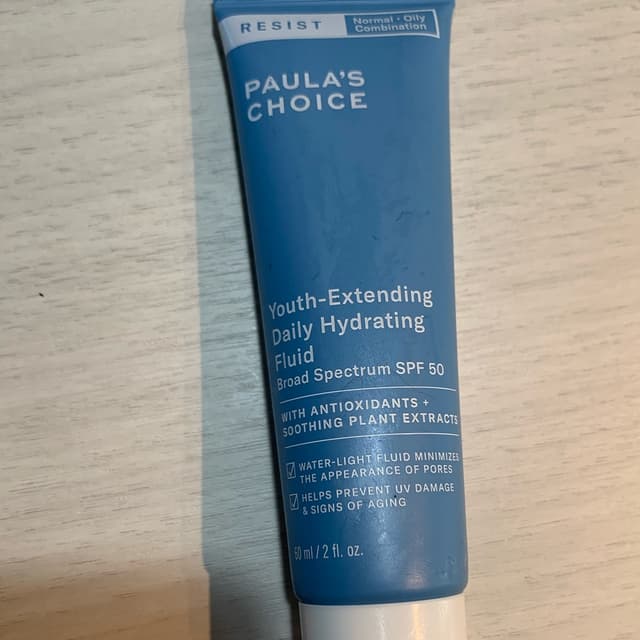 RESIST
Normal · Oily
Combination
PAULA'S
CHOICE
Youth-Extending
Daily Hydrating
Fluid
Broad Spectrum SPF 50
WITH ANTIOXIDANTS +
SOOTHING PLANT EXTRACTS
WATER-LIGHT FLUID MINIMIZES
THE APPEARANCE OF PORES
HELPS PREVENT UV DAMAGE
& SIGNS OF AGING
60 ml / 2 fl. oz.